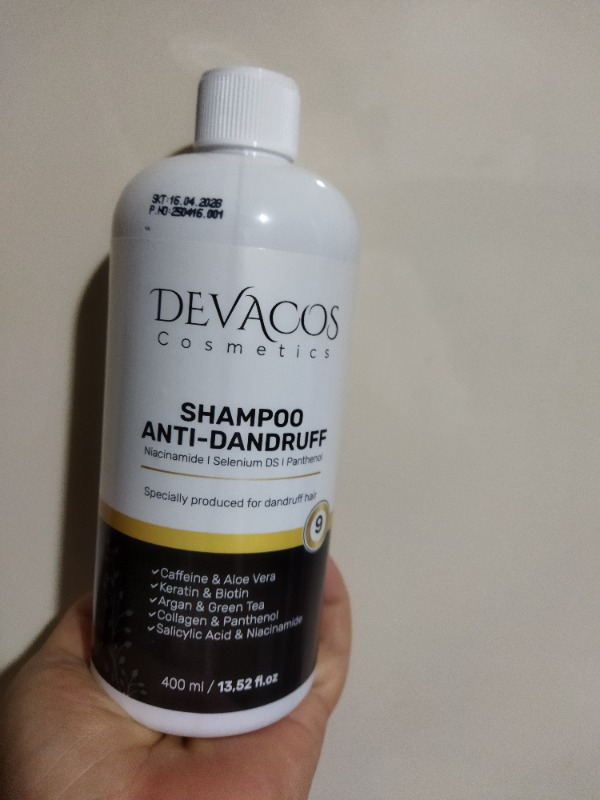 SKT:16.04.2028
P.NO:250416.001
DEVACOS
Cosmetics
SHAMPOO
ANTI-DANDRUFF
Niacinamide | Selenium DS | Panthenol
Specially produced for dandruff hair
9
✓Caffeine & Aloe Vera
✓Keratin & Biotin
✓Argan & Green Tea
✓Collagen & Panthenol
✓Salicylic Acid & Niacinamide
400 ml / 13,52 fl.oz